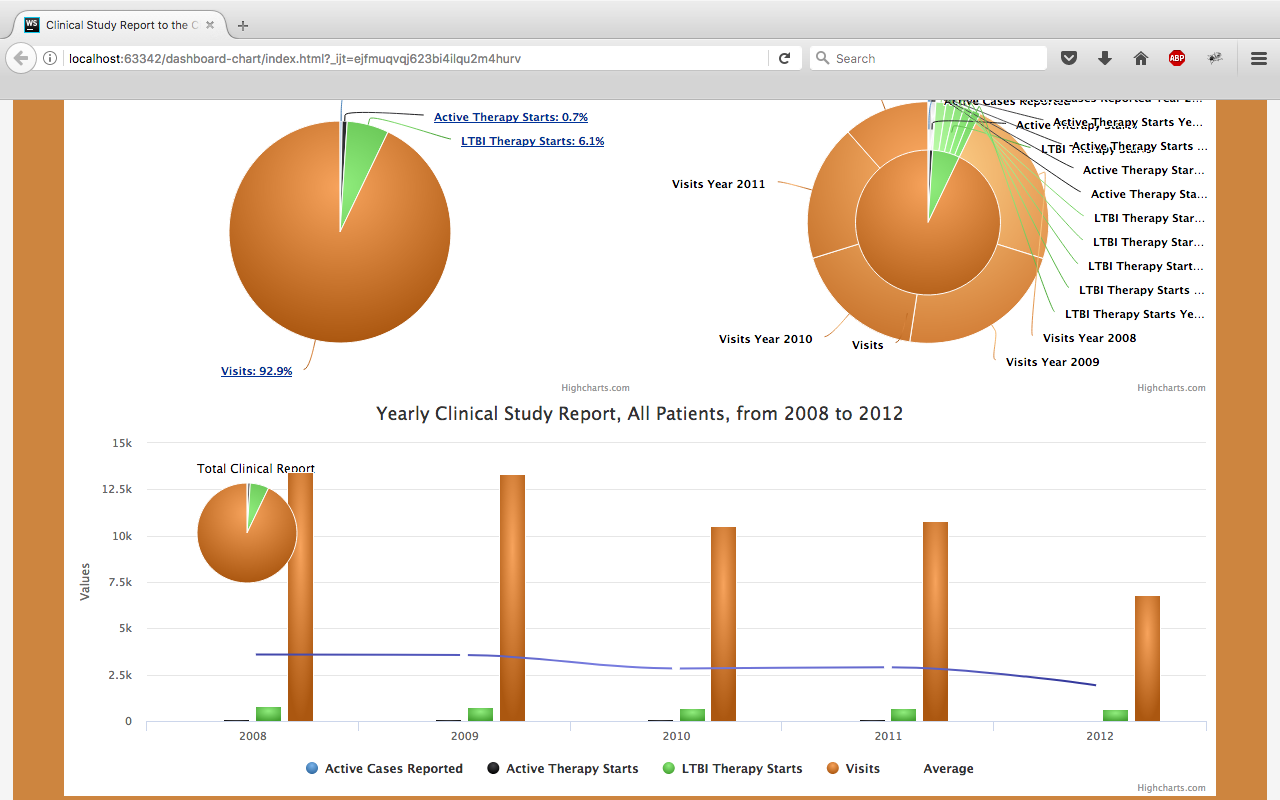 WS Clinical Study Report to the C
localhost:63342/dashboard-chart/index.html?_ijt=ejfmuqvqj623bi4ilqu2m4hurv
Search
ABP
Active Therapy Starts: 0.7%
LTBI Therapy Starts: 6.1%
Visits: 92.9%
Highcharts.com
Active Cases Reported
Cases Reported Year 2...
Active Therapy Starts Ye...
Active Therapy Starts
Active Therapy Starts ...
LTBI Therapy Starts
Active Therapy Star...
Visits Year 2011
Active Therapy Sta...
LTBI Therapy Star...
LTBI Therapy Star...
LTBI Therapy Start...
LTBI Therapy Starts ...
LTBI Therapy Starts Ye...
Visits Year 2010
Visits
Visits Year 2008
Visits Year 2009
Highcharts.com
Yearly Clinical Study Report, All Patients, from 2008 to 2012
Values
15k
12.5k
10k
7.5k
5k
2.5k
0
Total Clinical Report
2008 2009 2010 2011 2012
Active Cases Reported Active Therapy Starts LTBI Therapy Starts Visits Average
Highcharts.com